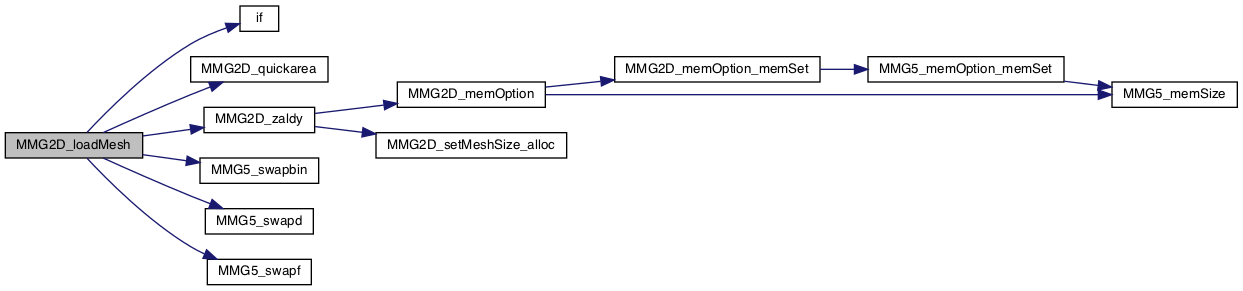 if
MMG2D_quickarea
MMG2D_memOption_memSet
MMG5_memOption_memSet
MMG2D_memOption
MMG5_memSize
MMG2D_zaldy
MMG2D_loadMesh
MMG2D_setMeshSize_alloc
MMG5_swapbin
MMG5_swapd
MMG5_swapf